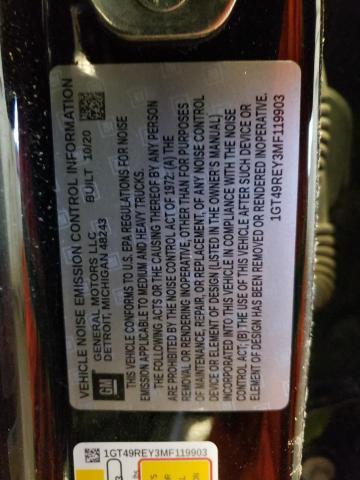 VEHICLE NOISE EMISSION CONTROL INFORMATION
GM
GENERAL MOTORS LLC
DETROIT, MICHIGAN 48243
BUILT 10/20
THIS VEHICLE CONFORMS TO U.S. EPA REGULATIONS FOR NOISE
EMISSION APPLICABLE TO MEDIUM AND HEAVY TRUCKS.
THE FOLLOWING ACTS OR THE CAUSING THEREOF BY ANY PERSON
ARE PROHIBITED BY THE NOISE CONTROL ACT OF 1972: (A) THE
REMOVAL OR RENDERING INOPERATIVE, OTHER THAN FOR PURPOSES
OF MAINTENANCE, REPAIR, OR REPLACEMENT, OF ANY NOISE CONTROL
DEVICE OR ELEMENT OF DESIGN (LISTED IN THE OWNER'S MANUAL)
INCORPORATED INTO THIS VEHICLE IN COMPLIANCE WITH THE NOISE
CONTROL ACT; (B) THE USE OF THIS VEHICLE AFTER SUCH DEVICE OR
ELEMENT OF DESIGN HAS BEEN REMOVED OR RENDERED INOPERATIVE.
1GT49REY3MF119903
1GT49REY3MF119903